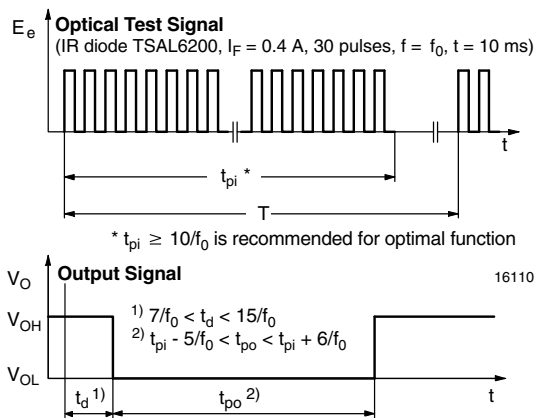 E_e Optical Test Signal
(IR diode TSAL6200, I_F = 0.4 A, 30 pulses, f = f_0, t = 10 ms)
t
t_pi *
T
* t_pi ≥ 10/f_0 is recommended for optimal function
V_O Output Signal 16110
V_OH
1) 7/f_0 < t_d < 15/f_0
2) t_pi - 5/f_0 < t_po < t_pi + 6/f_0
V_OL
t_d 1) t_po 2) t